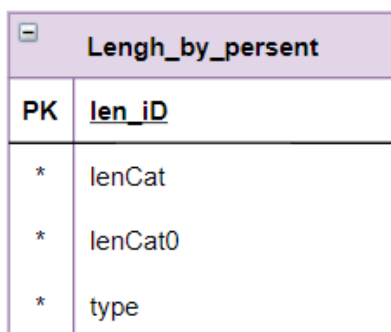 Lengh_by_persent
PK len_iD
* lenCat
* lenCat0
* type